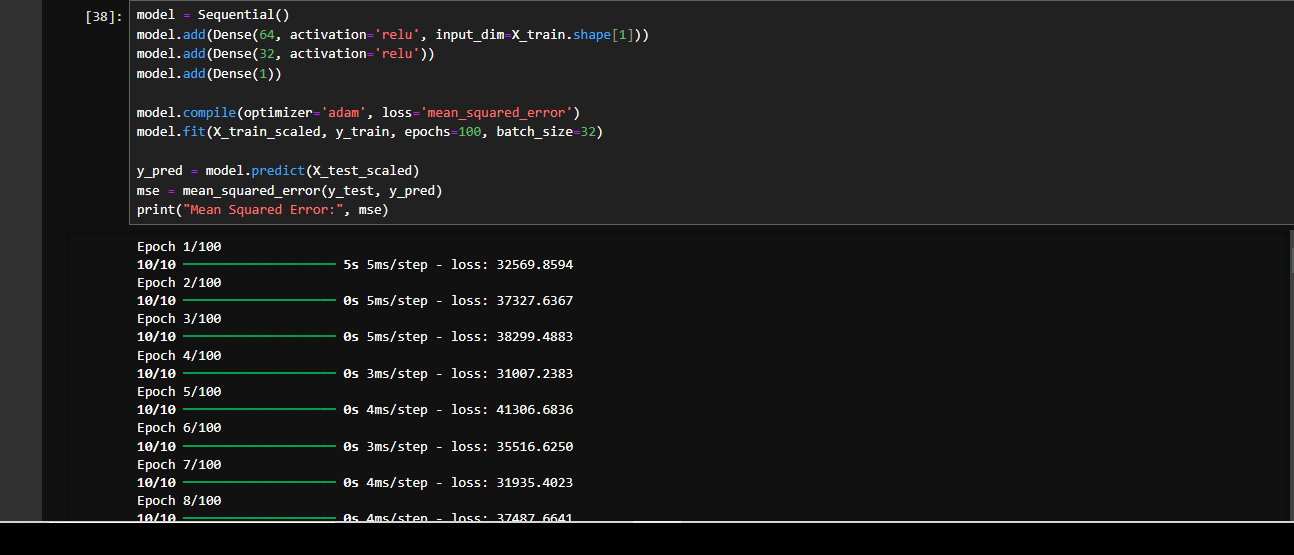 [38]: model = Sequential()
model.add(Dense(64, activation='relu', input_dim=X_train.shape[1]))
model.add(Dense(32, activation='relu'))
model.add(Dense(1))
model.compile(optimizer='adam', loss='mean_squared_error')
model.fit(X_train_scaled, y_train, epochs=100, batch_size=32)
y_pred = model.predict(X_test_scaled)
mse = mean_squared_error(y_test, y_pred)
print("Mean Squared Error:", mse)
Epoch 1/100
10/10 5s 5ms/step - loss: 32569.8594
Epoch 2/100
10/10 0s 5ms/step - loss: 37327.6367
Epoch 3/100
10/10 0s 5ms/step - loss: 38299.4883
Epoch 4/100
10/10 0s 3ms/step - loss: 31007.2383
Epoch 5/100
10/10 0s 4ms/step - loss: 41306.6836
Epoch 6/100
10/10 0s 3ms/step - loss: 35516.6250
Epoch 7/100
10/10 0s 4ms/step - loss: 31935.4023
Epoch 8/100
10/10 0s 4ms/step - loss: 37487.6641